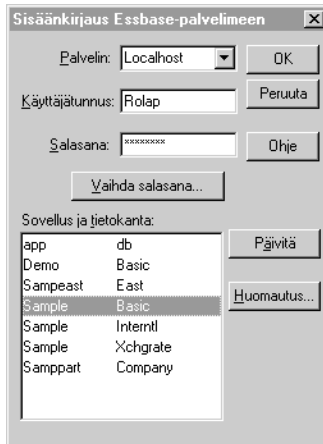 Sisäänkirjaus Essbase-palvelimeen
Palvelin: Localhost OK
Käyttäjätunnus: Rolap Peruuta
Salasana: ******** Ohje
Vaihda salasana...
Sovellus ja tietokanta:
app db Päivitä
Demo Basic
Sampeast East
Sample Basic Huomautus...
Sample Interntl
Sample Xchgrate
Samppart Company